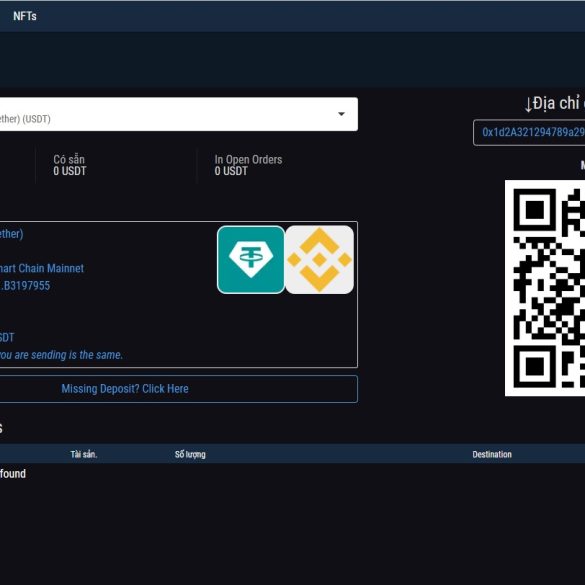 NFTs
↓Địa chỉ
ether) (USDT)
0x1d2A321294789a29
Có sẵn
0 USDT
In Open Orders
0 USDT
ether)
nart Chain Mainnet
.B3197955
SDT
you are sending is the same.
Missing Deposit? Click Here
S
Tài sản.
Số lượng
Destination
found